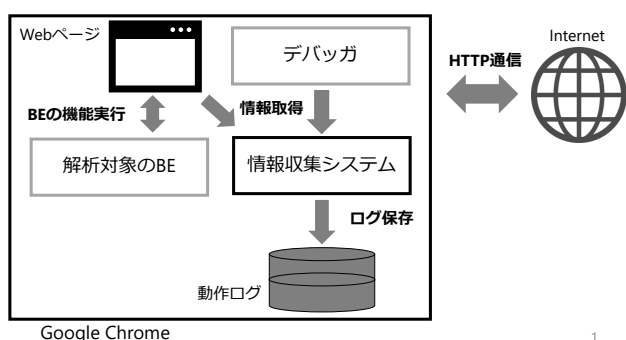 Webページ
デバッガ
Internet
HTTP通信
BEの機能実行
情報取得
解析対象のBE
情報収集システム
ログ保存
動作ログ
Google Chrome
1